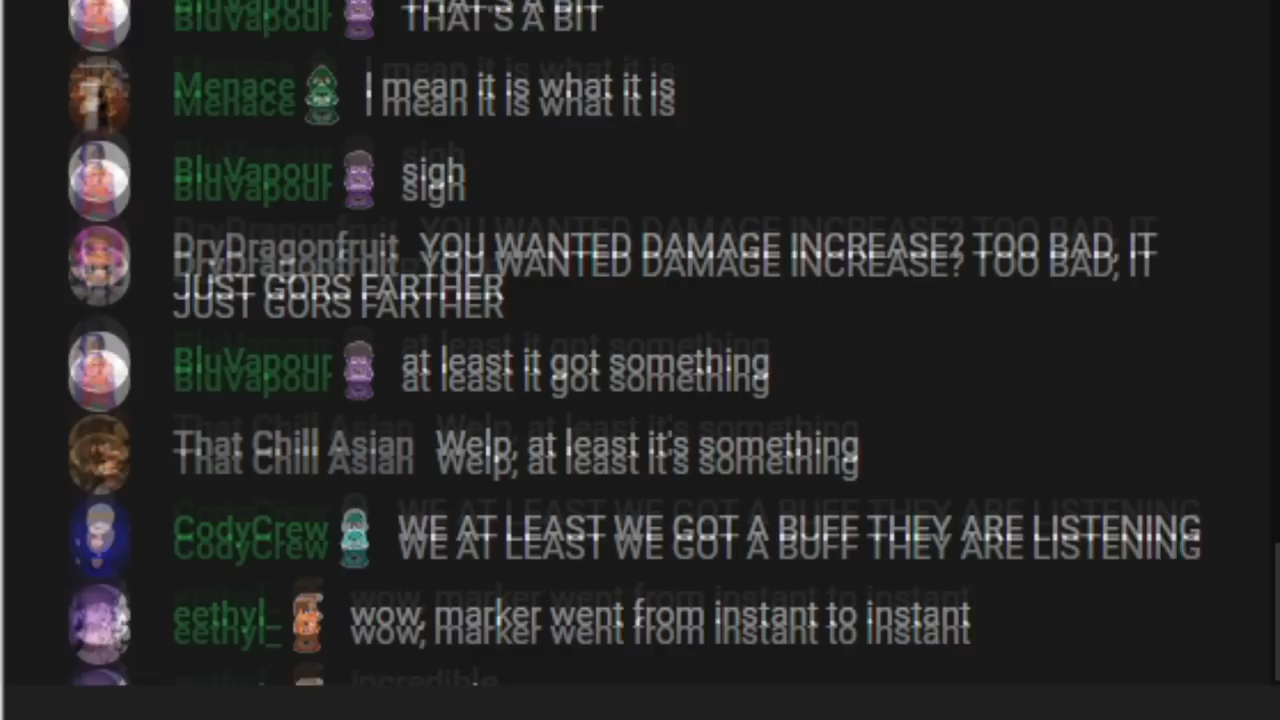 BluVapour THAT'S A BIT
Menace I mean it is what it is
BluVapour sigh
DryDragonfruit YOU WANTED DAMAGE INCREASE? TOO BAD, IT
JUST GORS FARTHER
BluVapour at least it got something
That Chill Asian Welp, at least it's something
CodyCrew WE AT LEAST WE GOT A BUFF THEY ARE LISTENING
eethyl_ wow, marker went from instant to instant
incredible